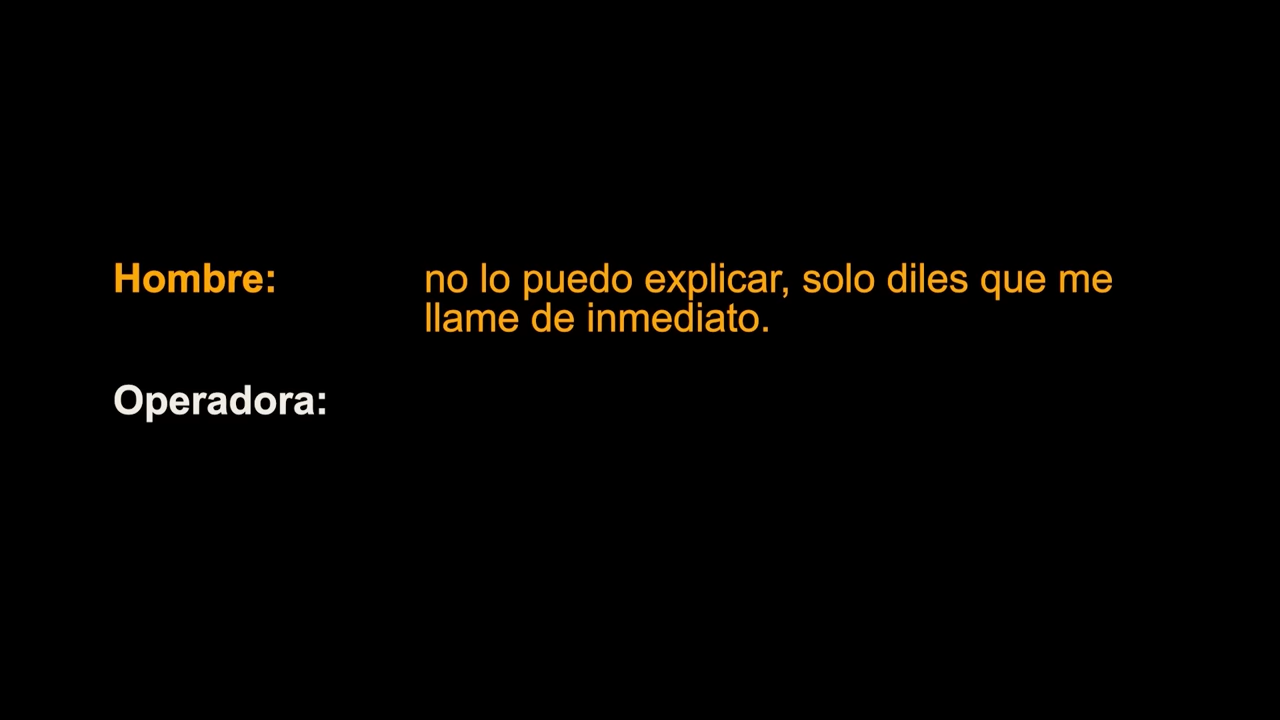 Hombre: no lo puedo explicar, solo diles que me
llame de inmediato.
Operadora: